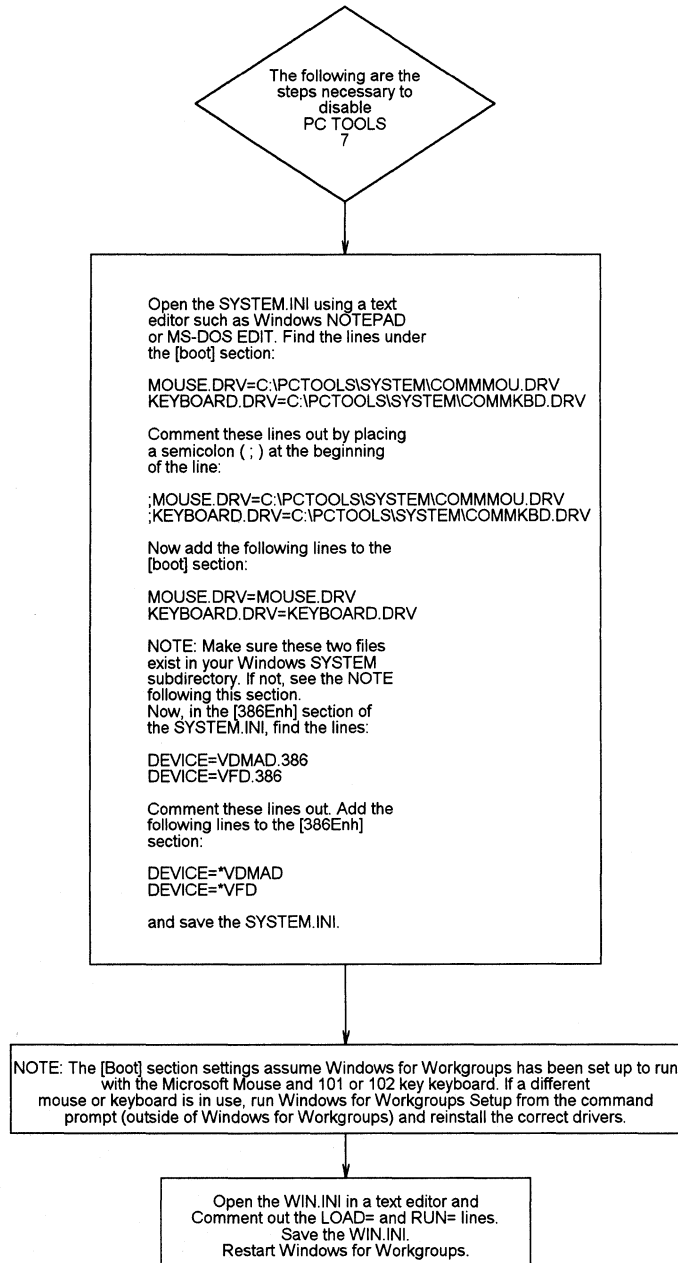 The following are the
steps necessary to
disable
PC TOOLS
7
Open the SYSTEM.INI using a text
editor such as Windows NOTEPAD
or MS-DOS EDIT. Find the lines under
the [boot] section:
MOUSE.DRV=C:\PCTOOLS\SYSTEM\COMMMOU.DRV
KEYBOARD.DRV=C:\PCTOOLS\SYSTEM\COMMKBD.DRV
Comment these lines out by placing
a semicolon ( ; ) at the beginning
of the line:
;MOUSE.DRV=C:\PCTOOLS\SYSTEM\COMMMOU.DRV
;KEYBOARD.DRV=C:\PCTOOLS\SYSTEM\COMMKBD.DRV
Now add the following lines to the
[boot] section:
MOUSE.DRV=MOUSE.DRV
KEYBOARD.DRV=KEYBOARD.DRV
NOTE: Make sure these two files
exist in your Windows SYSTEM
subdirectory. If not, see the NOTE
following this section.
Now, in the [386Enh] section of
the SYSTEM.INI, find the lines:
DEVICE=VDMAD.386
DEVICE=VFD.386
Comment these lines out. Add the
following lines to the [386Enh]
section:
DEVICE=*VDMAD
DEVICE=*VFD
and save the SYSTEM.INI.
NOTE: The [Boot] section settings assume Windows for Workgroups has been set up to run
with the Microsoft Mouse and 101 or 102 key keyboard. If a different
mouse or keyboard is in use, run Windows for Workgroups Setup from the command
prompt (outside of Windows for Workgroups) and reinstall the correct drivers.
Open the WIN.INI in a text editor and
Comment out the LOAD= and RUN= lines.
Save the WIN.INI.
Restart Windows for Workgroups.